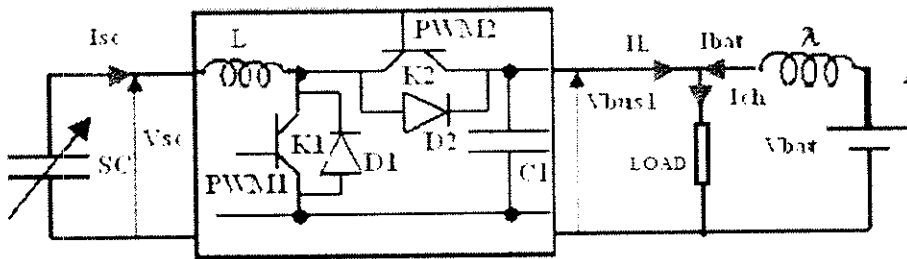 Isc
L
PWM2
IL
Ibat
λ
K2
Vsc
Vbus1
Ich
K1
D1
D2
SC
C1
LOAD
Vbat
PWM1